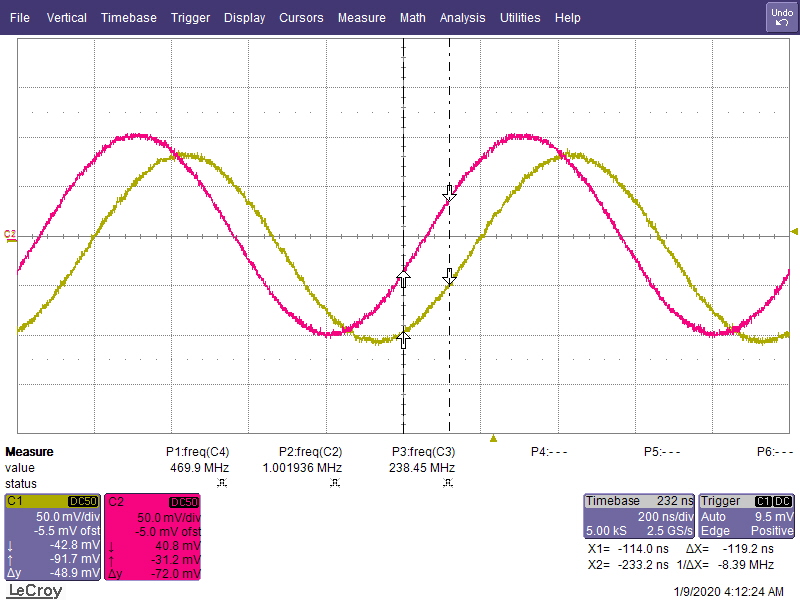 File Vertical Timebase Trigger Display Cursors Measure Math Analysis Utilities Help Undo
C2
Measure P1:freq(C4) P2:freq(C2) P3:freq(C3) P4:--- P5:--- P6:---
value 469.9 MHz 1.001936 MHz 238.45 MHz
status
C1 DC50
50.0 mV/div
-5.5 mV ofst
↓ -42.8 mV
↑ -91.7 mV
Δy -48.9 mV
C2 DC50
50.0 mV/div
-5.0 mV ofst
↓ 40.8 mV
↑ -31.2 mV
Δy -72.0 mV
Timebase 232 ns
200 ns/div
5.00 kS 2.5 GS/s
Trigger C1 DC
Auto 9.5 mV
Edge Positive
X1= -114.0 ns ΔX= -119.2 ns
X2= -233.2 ns 1/ΔX= -8.39 MHz
LeCroy
1/9/2020 4:12:24 AM